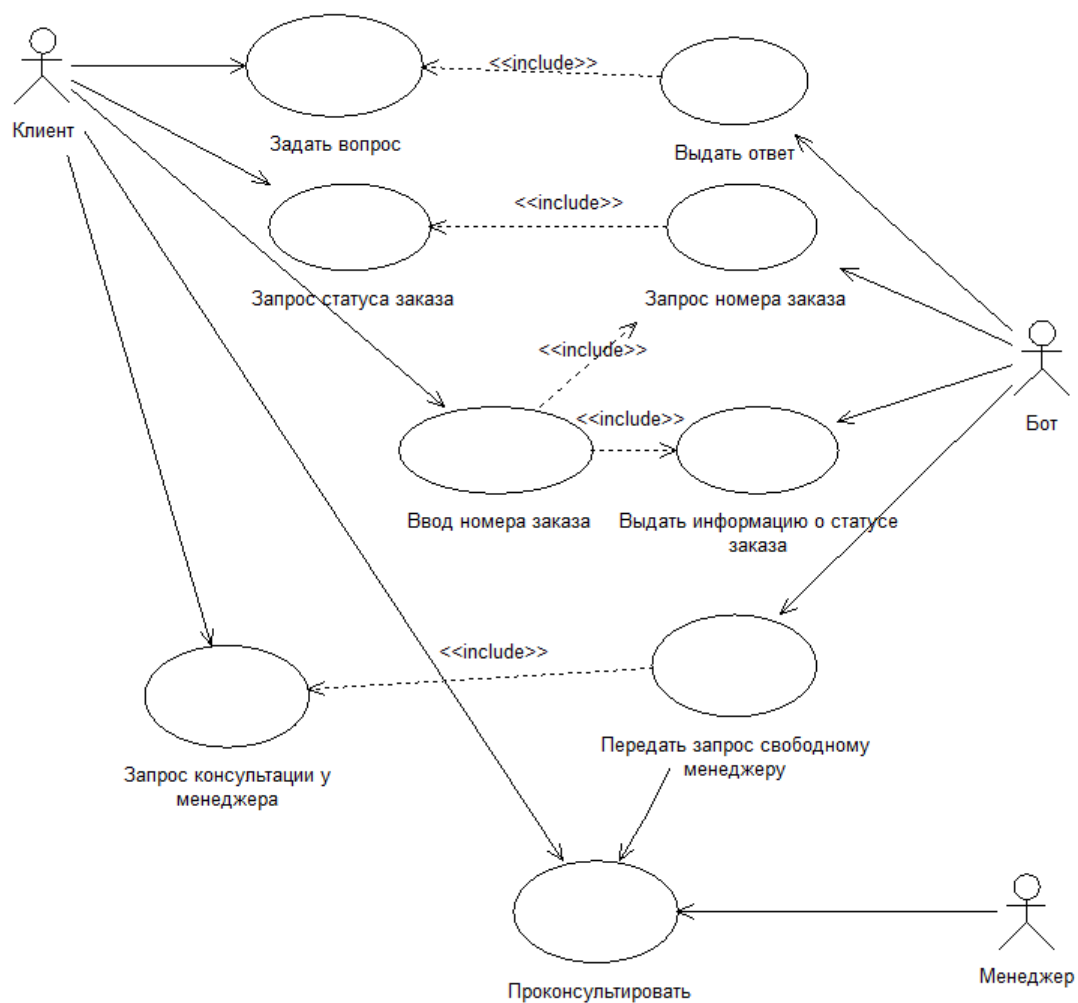 <<include>>
Клиент
Задать вопрос
Выдать ответ
<<include>>
Запрос статуса заказа
Запрос номера заказа
<<include>>
Бот
<<include>>
Ввод номера заказа
Выдать информацию о статусе
заказа
<<include>>
Передать запрос свободному
менеджеру
Запрос консультации у
менеджера
Менеджер
Проконсультировать